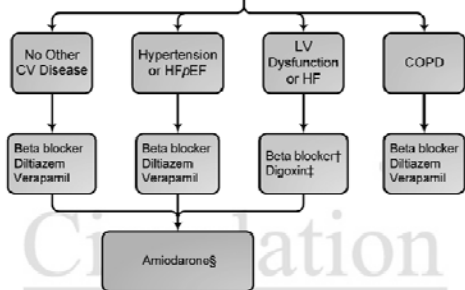 No Other
CV Disease
Hypertension
or HFpEF
LV
Dysfunction
or HF
COPD
Beta blocker
Diltiazem
Verapamil
Beta blocker
Diltiazem
Verapamil
Beta blocker†
Digoxin‡
Beta blocker
Diltiazem
Verapamil
Amiodarone§
Circulation